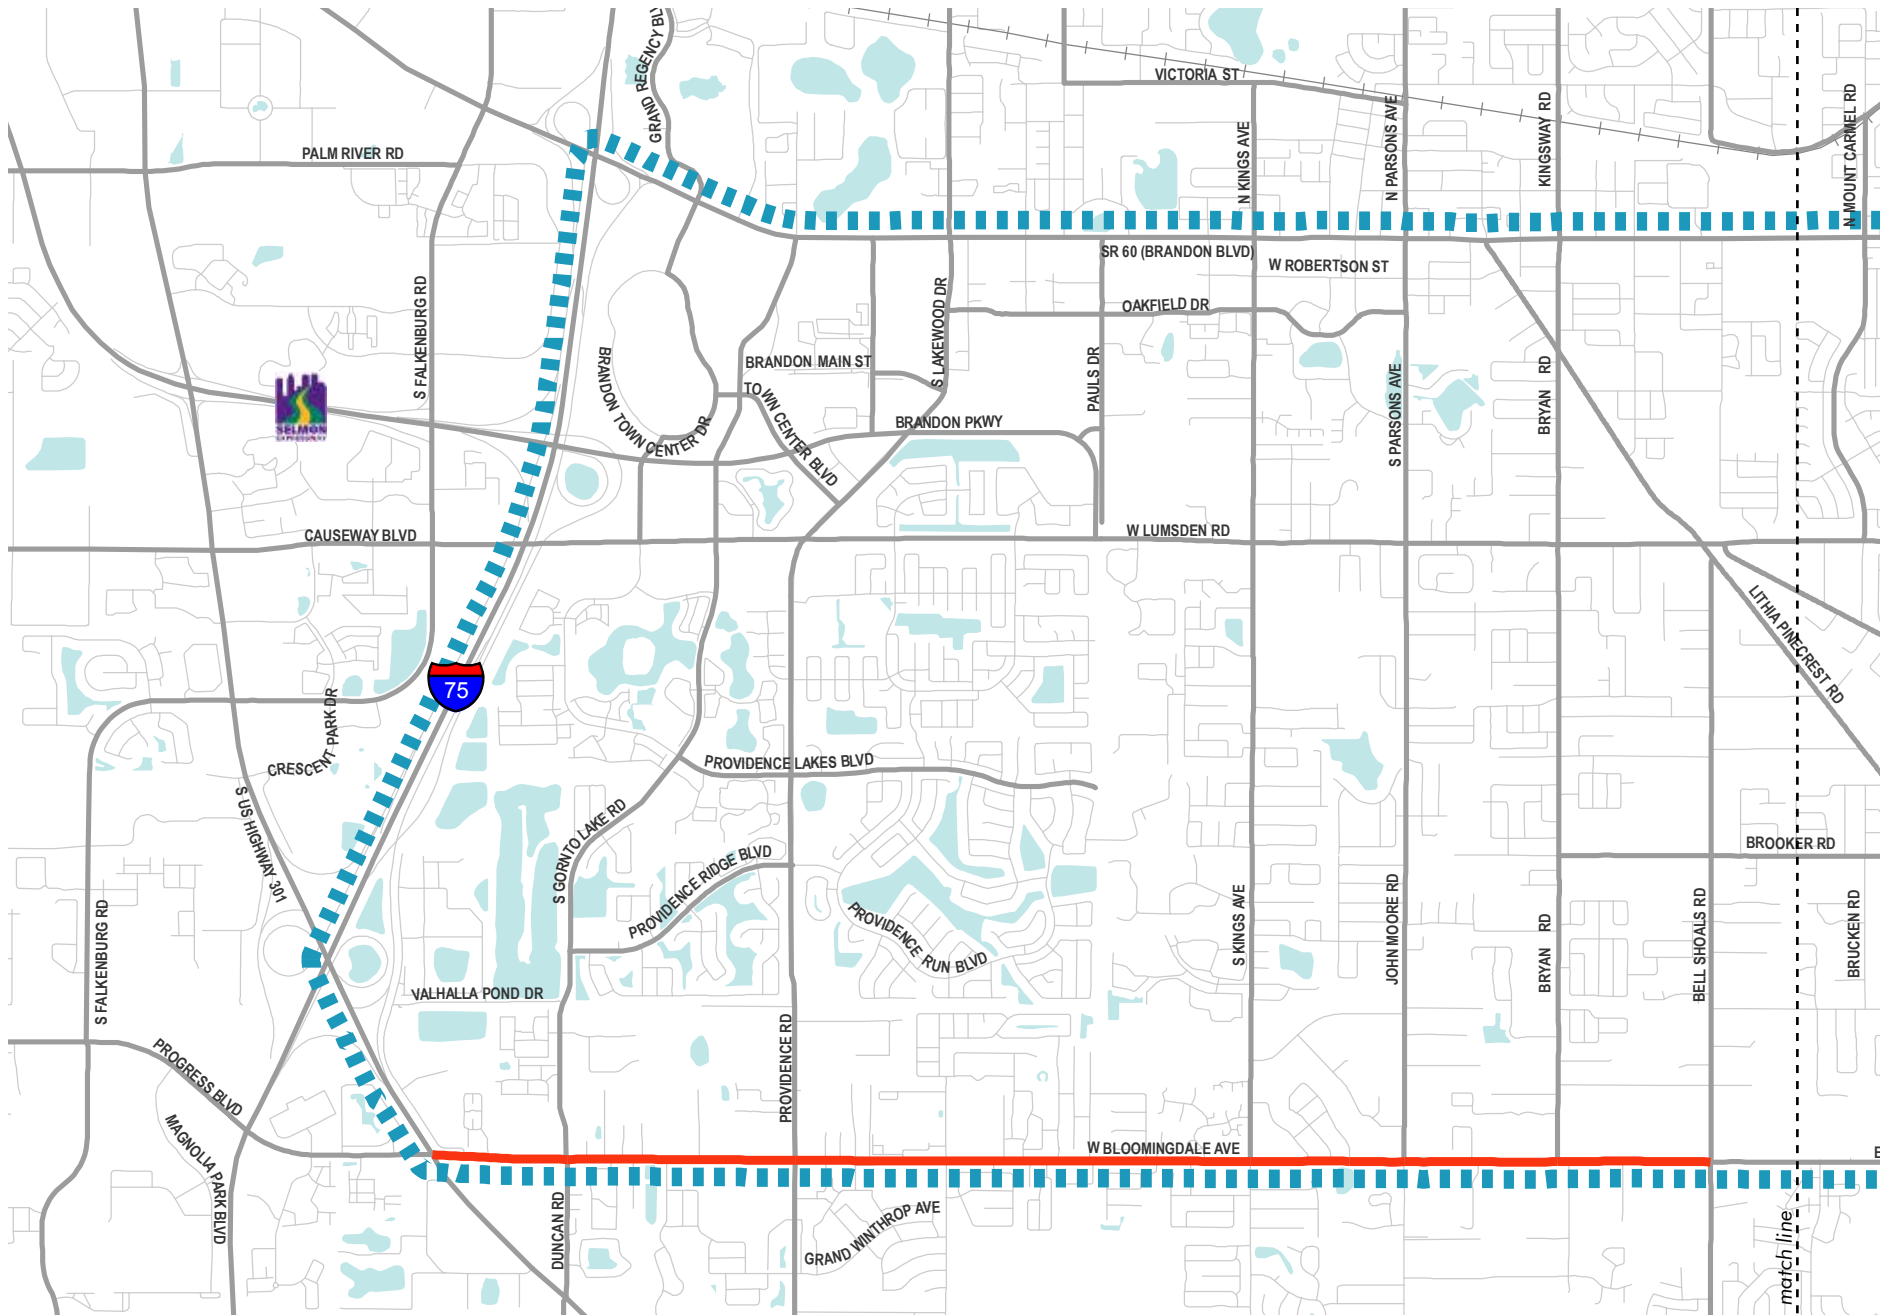 GRAND REGENCY BLV
VICTORIA ST
PALM RIVER RD
N KINGS AVE
N PARSONS AVE
KINGSWAY RD
N MOUNT CARMEL RD
SR 60 (BRANDON BLVD)
W ROBERTSON ST
S FALKENBURG RD
S LAKEWOOD DR
OAKFIELD DR
BRANDON MAIN ST
BRANDON TOWN CENTER DR
TOWN CENTER BLVD
PAULS DR
S PARSONS AVE
BRYAN RD
SELMON
BRANDON PKWY
CAUSEWAY BLVD
W LUMSDEN RD
LITHIA PINECREST RD
75
CRESCENT PARK DR
PROVIDENCE LAKES BLVD
S US HIGHWAY 301
S GORNTO LAKE RD
PROVIDENCE RIDGE BLVD
BROOKER RD
S FALKENBURG RD
PROVIDENCE RUN BLVD
S KINGS AVE
JOHN MOORE RD
BRYAN RD
BELL SHOALS RD
BRUCKEN RD
VALHALLA POND DR
PROVIDENCE RD
PROGRESS BLVD
MAGNOLIA PARK BLVD
W BLOOMINGDALE AVE
E
DUNCAN RD
GRAND WINTHROP AVE
match line